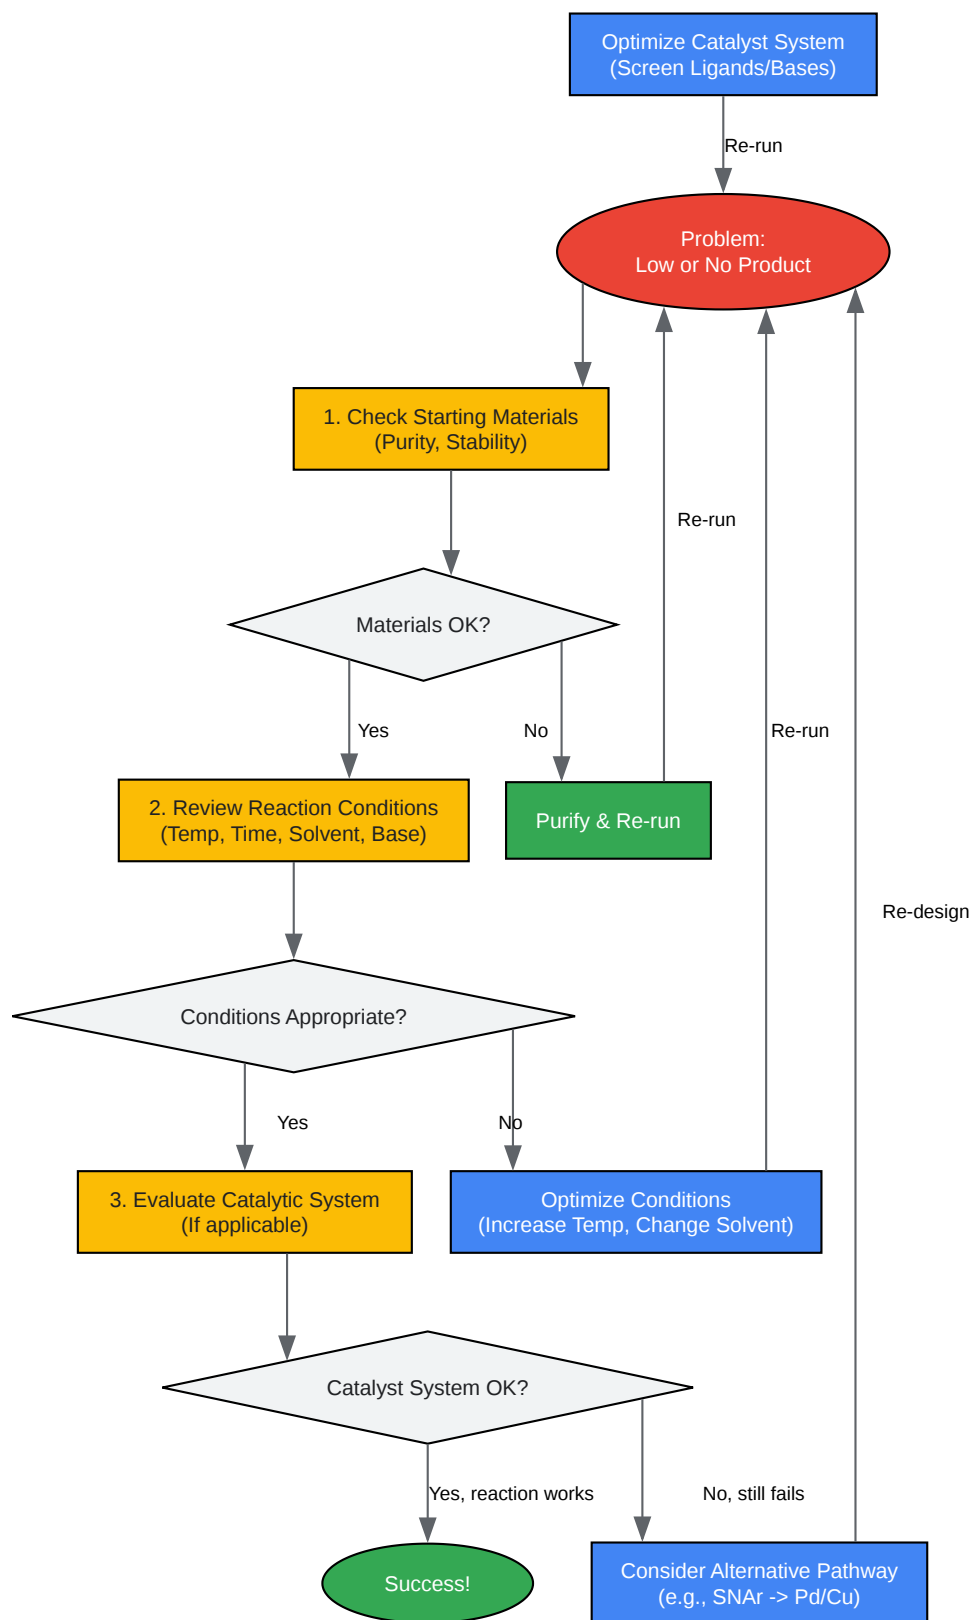 Optimize Catalyst System
(Screen Ligands/Bases)
Re-run
Problem:
Low or No Product
1. Check Starting Materials
(Purity, Stability)
Re-run
Materials OK?
Yes
No
Re-run
2. Review Reaction Conditions
(Temp, Time, Solvent, Base)
Purify & Re-run
Re-design
Conditions Appropriate?
Yes
No
3. Evaluate Catalytic System
(If applicable)
Optimize Conditions
(Increase Temp, Change Solvent)
Catalyst System OK?
Yes, reaction works
No, still fails
Success!
Consider Alternative Pathway
(e.g., SNAr -> Pd/Cu)